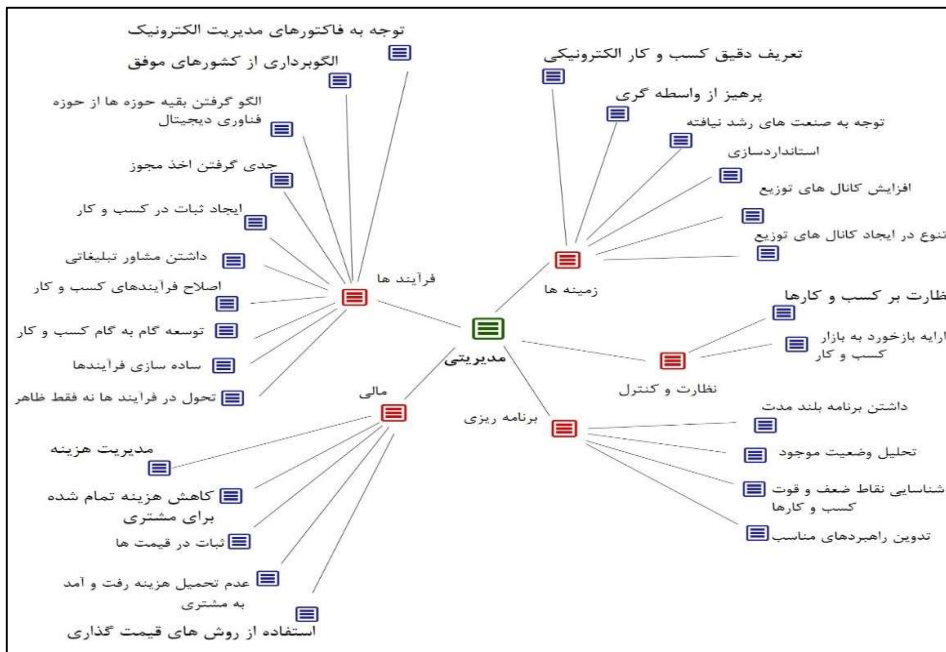 توجه به فاکتورهای مدیریت الکترونیک
الگوبرداری از کشورهای موفق
الگو گرفتن بقیه حوزه ها از حوزه
فناوری دیجیتال
جدی گرفتن اخذ مجوز
ایجاد ثبات در کسب و کار
داشتن مشاور تبلیغاتی
اصلاح فرآیندهای کسب و کار
توسعه گام به گام کسب و کار
ساده سازی فرآیندها
تحول در فرآیند ها نه فقط ظاهر
فرآیند ها
تعریف دقیق کسب و کار الکترونیکی
پرهیز از واسطه گری
توجه به صنعت های رشد نیافته
استانداردسازی
افزایش کانال های توزیع
تنوع در ایجاد کانال های توزیع
زمینه ها
مدیریتی
نظارت بر کسب و کارها
ارایه بازخورد به بازار
کسب و کار
نظارت و کنترل
مالی
مدیریت هزینه
کاهش هزینه تمام شده
برای مشتری
ثبات در قیمت ها
عدم تحمیل هزینه رفت و آمد
به مشتری
استفاده از روش های قیمت گذاری
برنامه ریزی
داشتن برنامه بلند مدت
تحلیل وضعیت موجود
شناسایی نقاط ضعف و قوت
کسب و کارها
تدوین راهبردهای مناسب